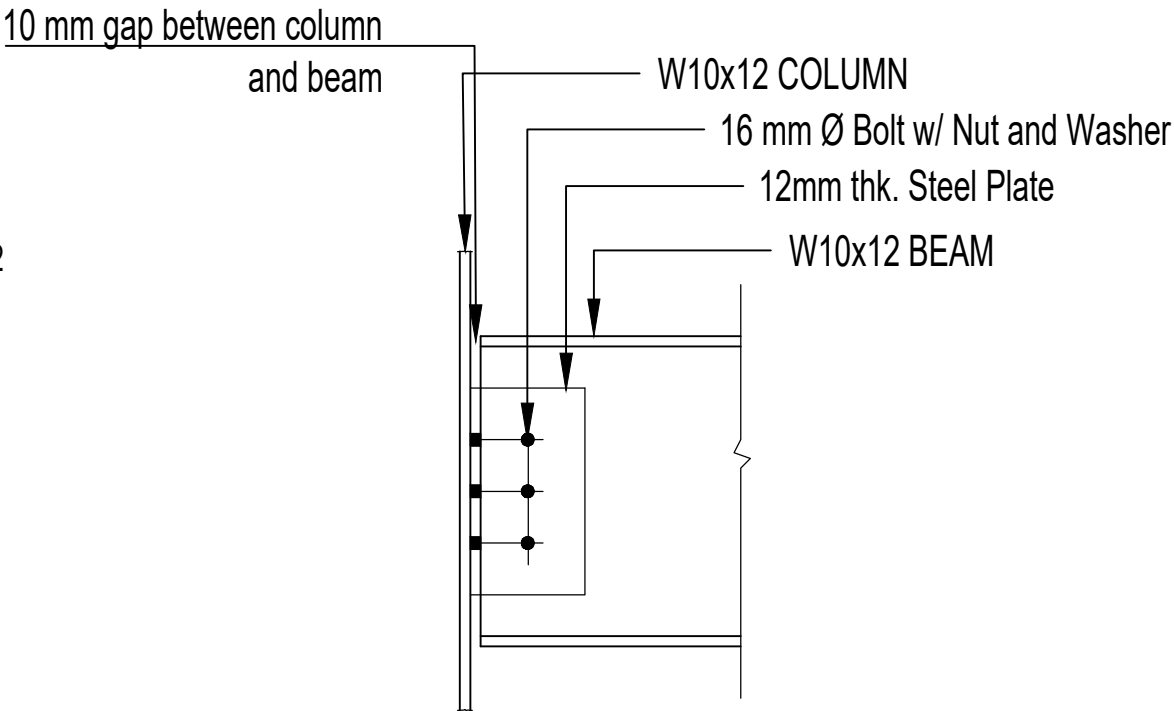 10 mm gap between column
and beam
W10x12 COLUMN
16 mm Ø Bolt w/ Nut and Washer
12mm thk. Steel Plate
W10x12 BEAM
2